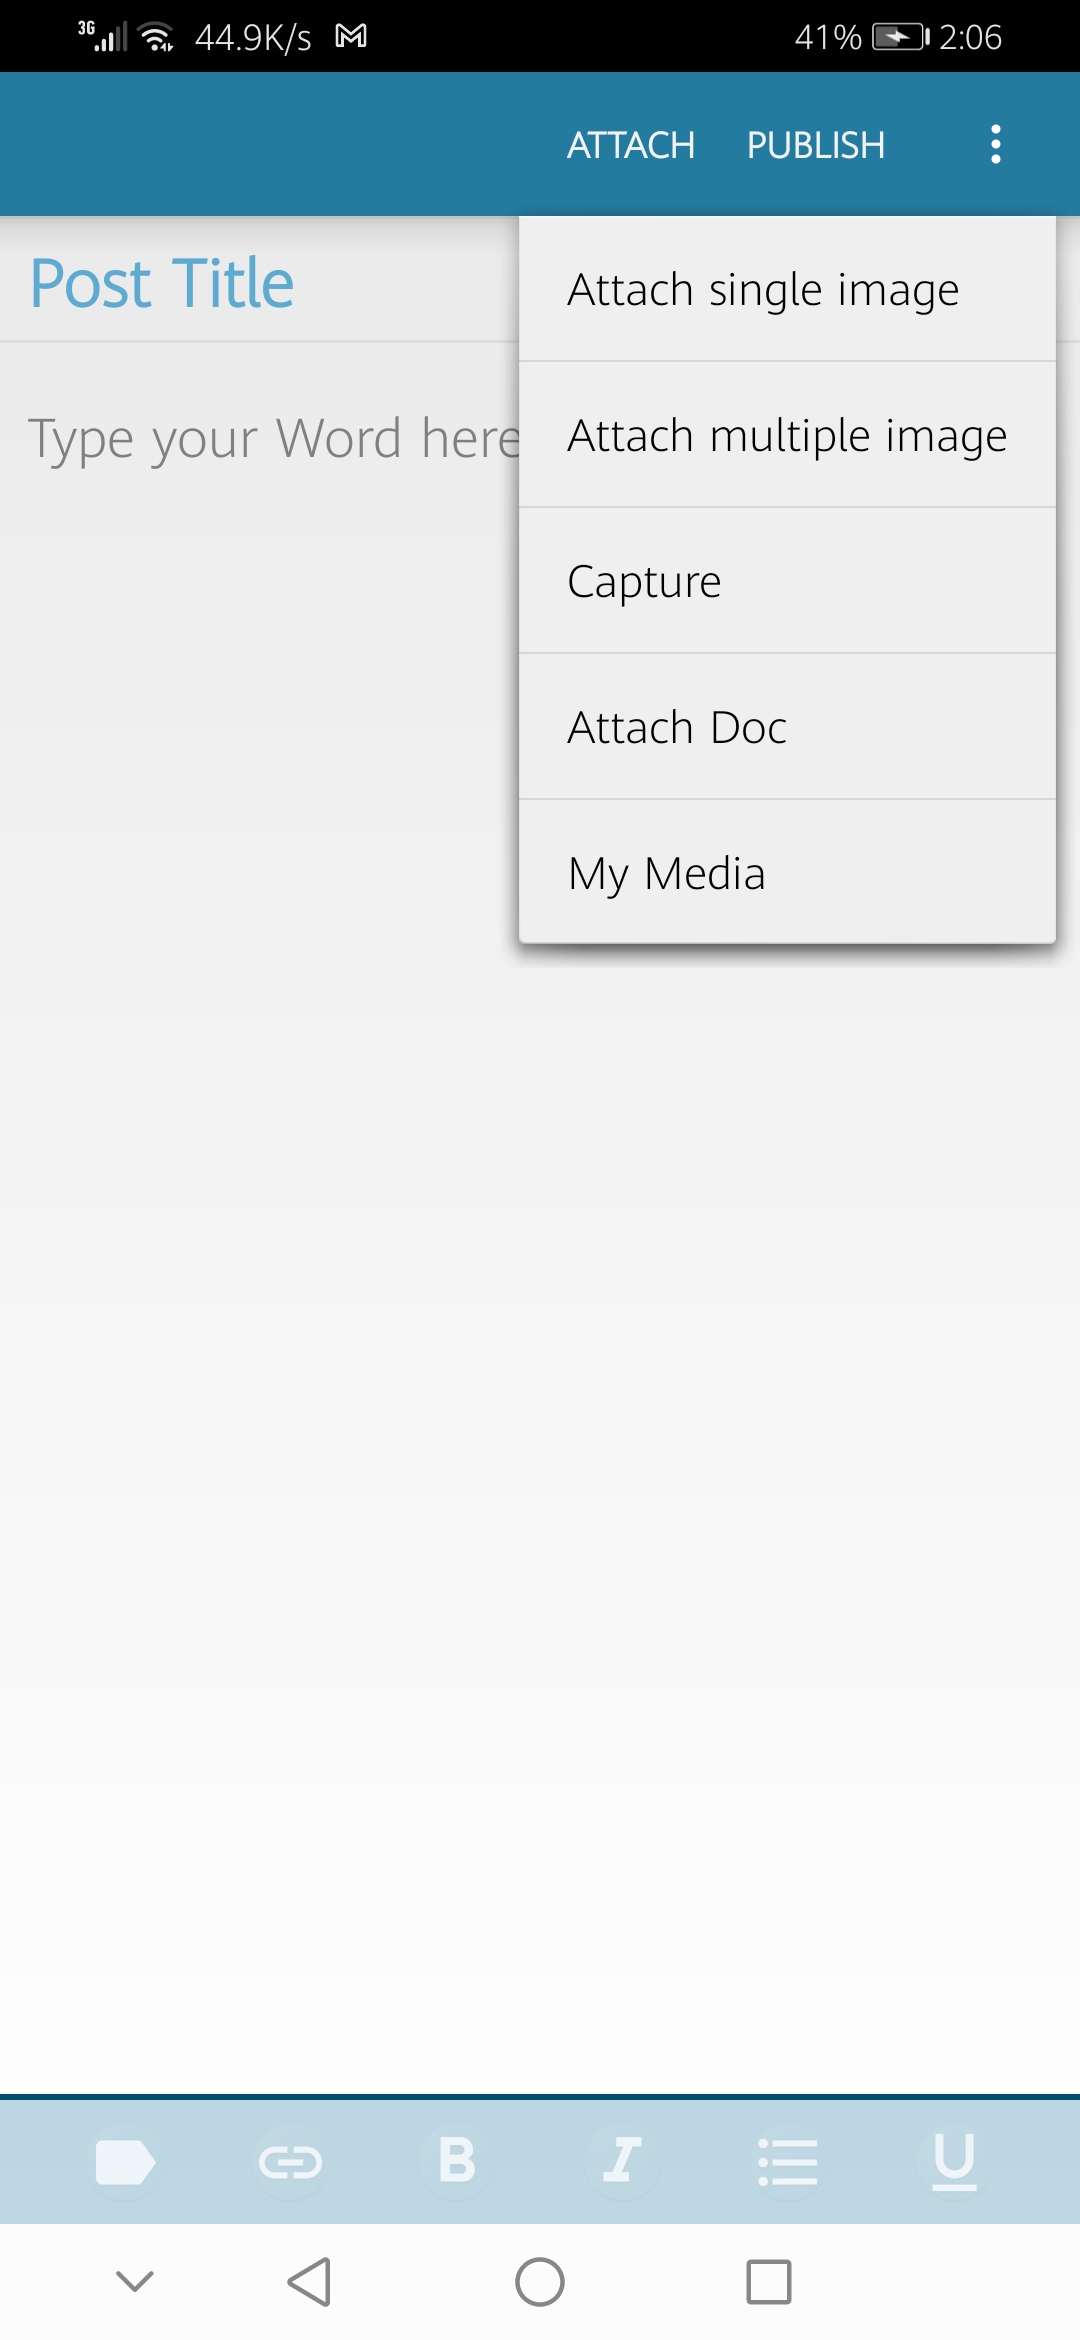 3G 44.9K/s 41% 2:06
ATTACH PUBLISH
Post Title
Type your Word here
Attach single image
Attach multiple image
Capture
Attach Doc
My Media
B I U